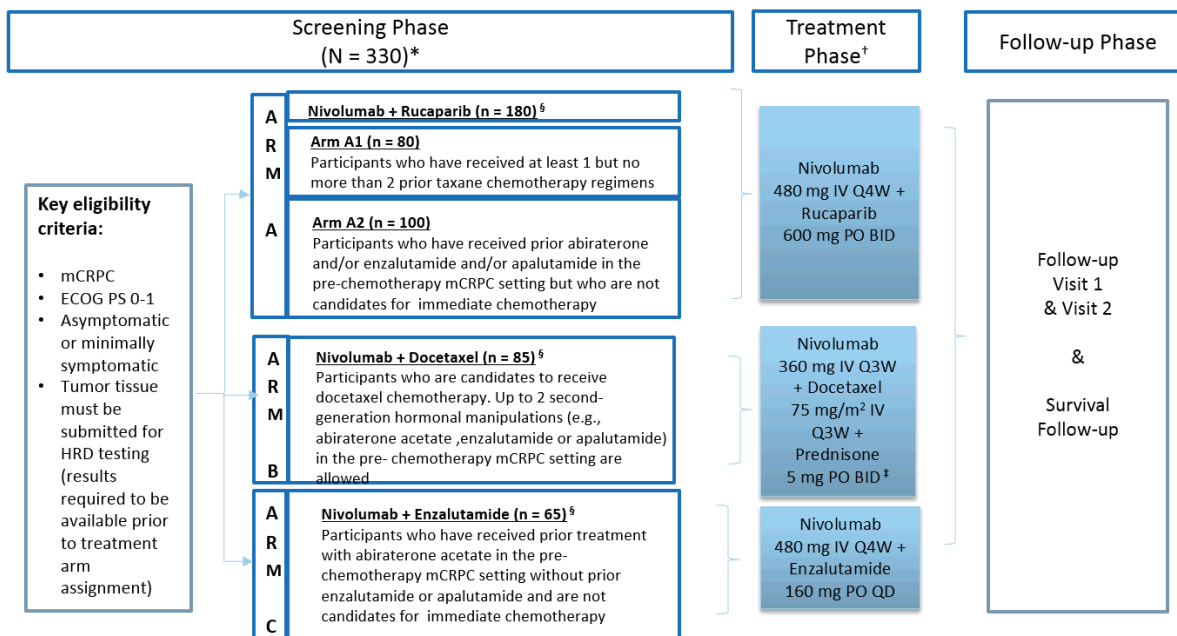 Screening Phase
(N = 330)*
Treatment
Phase†
Follow-up Phase
Key eligibility
criteria:
• mCRPC
• ECOG PS 0-1
• Asymptomatic
or minimally
symptomatic
• Tumor tissue
must be
submitted for
HRD testing
(results
required to be
available prior
to treatment
arm
assignment)
A
R
M
A
Nivolumab + Rucaparib (n = 180) §
Arm A1 (n = 80)
Participants who have received at least 1 but no
more than 2 prior taxane chemotherapy regimens
Arm A2 (n = 100)
Participants who have received prior abiraterone
and/or enzalutamide and/or apalutamide in the
pre-chemotherapy mCRPC setting but who are not
candidates for immediate chemotherapy
A
R
M
B
Nivolumab + Docetaxel (n = 85) §
Participants who are candidates to receive
docetaxel chemotherapy. Up to 2 second-
generation hormonal manipulations (e.g.,
abiraterone acetate ,enzalutamide or apalutamide)
in the pre- chemotherapy mCRPC setting are
allowed
A
R
M
C
Nivolumab + Enzalutamide (n = 65) §
Participants who have received prior treatment
with abiraterone acetate in the pre-
chemotherapy mCRPC setting without prior
enzalutamide or apalutamide and are not
candidates for immediate chemotherapy
Nivolumab
480 mg IV Q4W +
Rucaparib
600 mg PO BID
Nivolumab
360 mg IV Q3W
+ Docetaxel
75 mg/m² IV
Q3W +
Prednisone
5 mg PO BID‡
Nivolumab
480 mg IV Q4W +
Enzalutamide
160 mg PO QD
Follow-up
Visit 1
& Visit 2
&
Survival
Follow-up